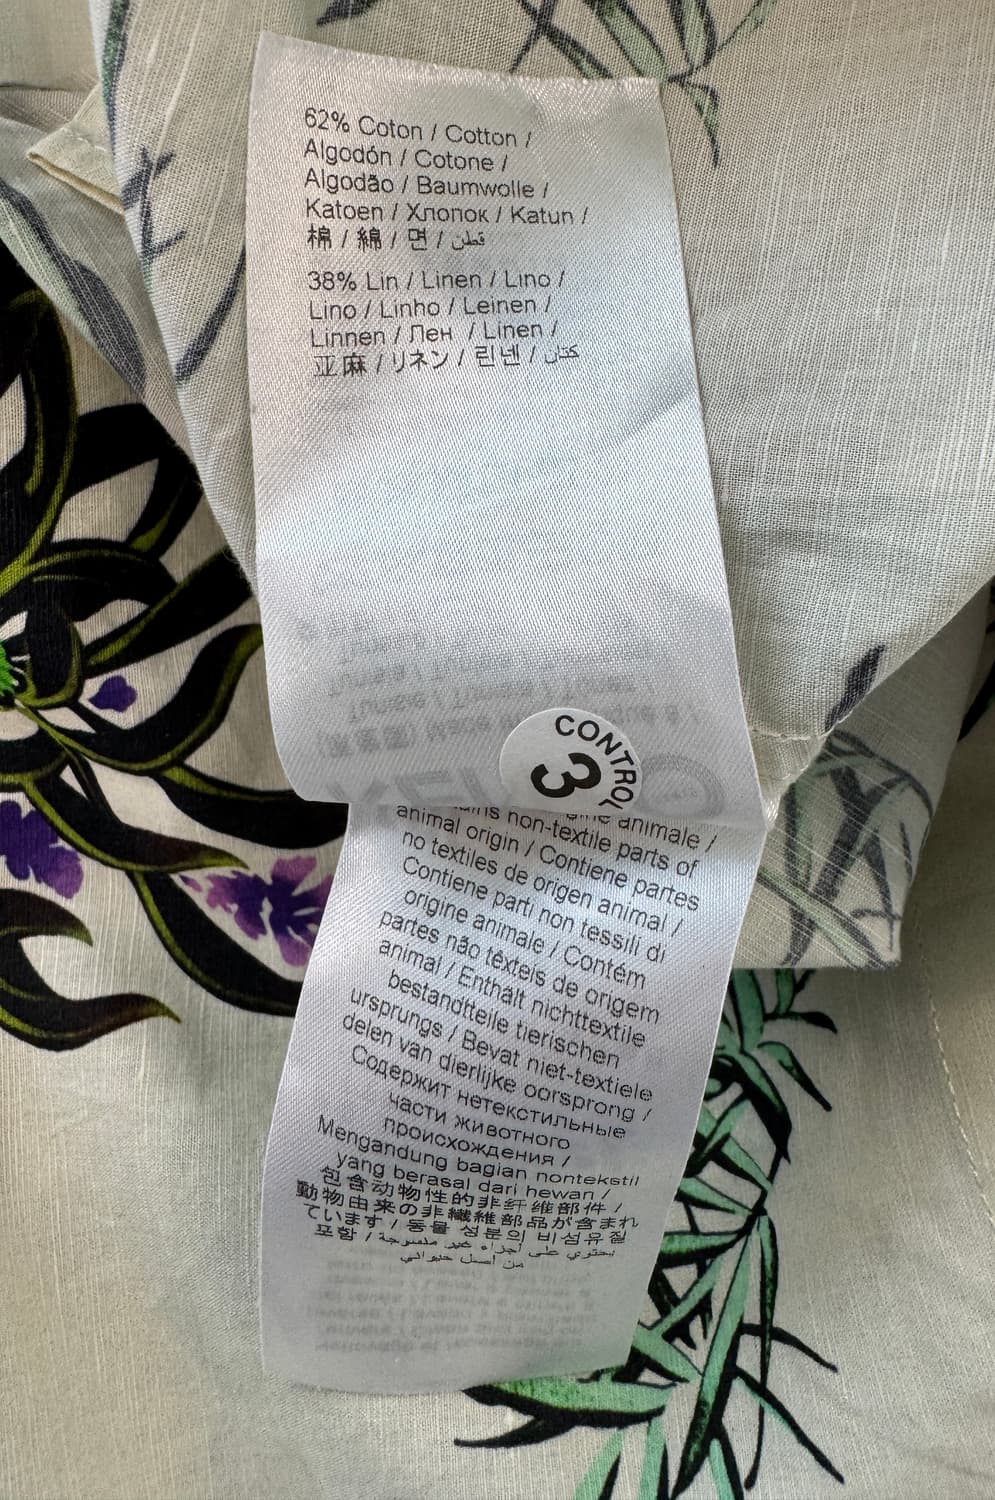 62% Coton / Cotton /
Algodón / Cotone /
Algodão / Baumwolle /
Katoen / Хлопок / Katun /
棉 / 綿 / 면 / قطن
38% Lin / Linen / Lino /
Lino / Linho / Leinen /
Linnen / Лен / Linen /
亚麻 / リネン / 린넨 / كتان
CONTROL
3
animale /
non-textile parts of
animal origin / Contiene partes
no textiles de origen animal /
Contiene parti non tessili di
origine animale / Contém
partes não têxteis de origem
animal / Enthält nichttextile
bestandtteile tierischen
ursprungs / Bevat niet-textiele
delen van dierlijke oorsprong /
Содержит нетекстильные
части животного
происхождения /
Mengandung bagian nontekstil
yang berasal dari hewan /
包含动物性的非纤维部件 /
動物由来の非繊維部品が含まれ
ています / 동물 성분의 비섬유질
포함 / يحتوي على أجزاء غير منسوجة
من أصل حيواني